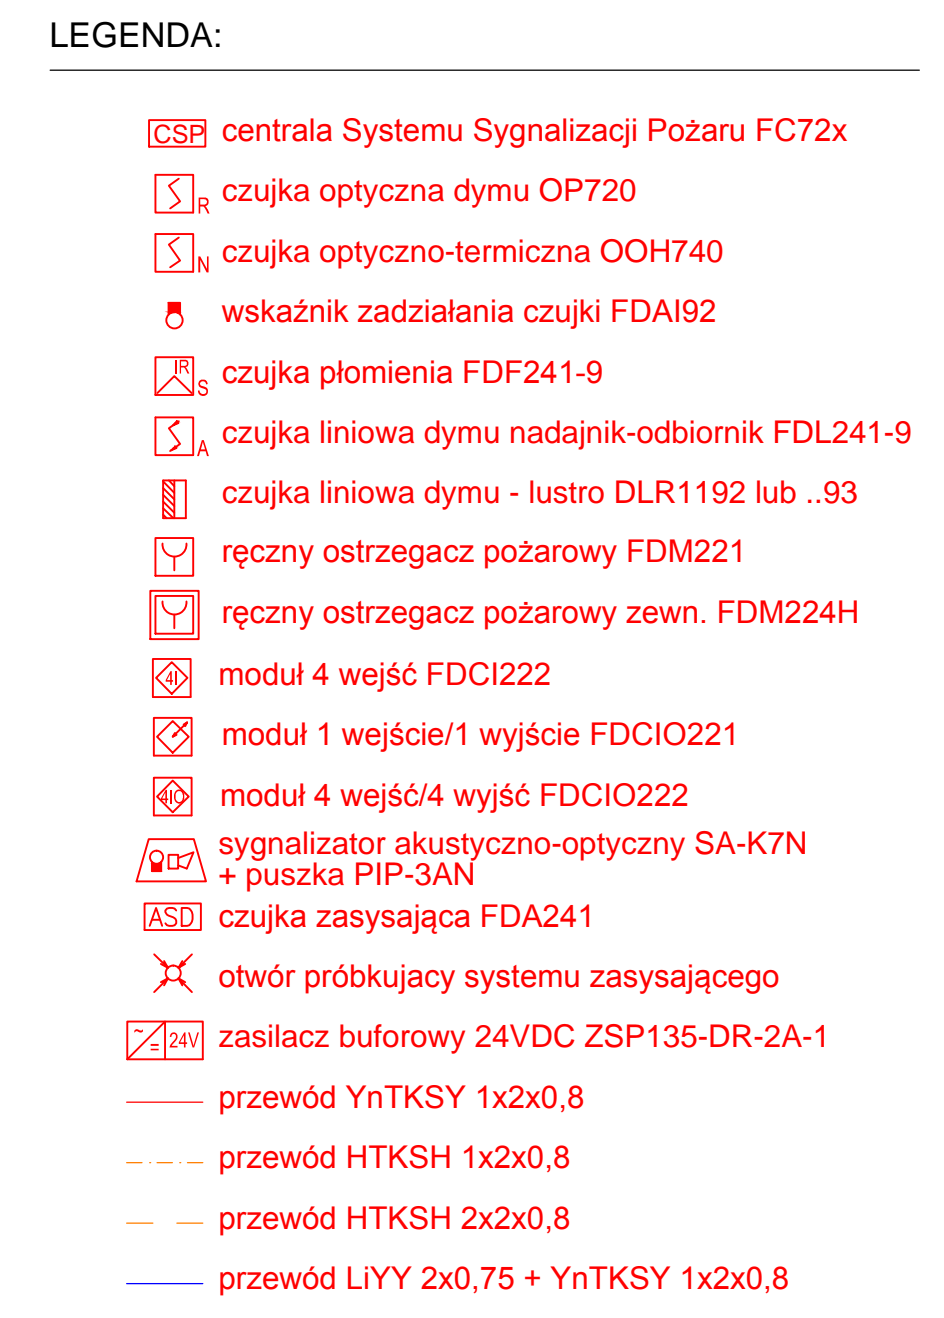 LEGENDA:
CSP centrala Systemu Sygnalizacji Pożaru FC72x
R czujka optyczna dymu OP720
N czujka optyczno-termiczna OOH740
wskaźnik zadziałania czujki FDAI92
IR S czujka płomienia FDF241-9
A czujka liniowa dymu nadajnik-odbiornik FDL241-9
czujka liniowa dymu - lustro DLR1192 lub ..93
ręczny ostrzegacz pożarowy FDM221
ręczny ostrzegacz pożarowy zewn. FDM224H
4I moduł 4 wejść FDCI222
moduł 1 wejście/1 wyjście FDCIO221
4IO moduł 4 wejść/4 wyjść FDCIO222
sygnalizator akustyczno-optyczny SA-K7N
+ puszka PIP-3AN
ASD czujka zasysająca FDA241
otwór próbkujacy systemu zasysającego
~ = 24V zasilacz buforowy 24VDC ZSP135-DR-2A-1
przewód YnTKSY 1x2x0,8
przewód HTKSH 1x2x0,8
przewód HTKSH 2x2x0,8
przewód LiYY 2x0,75 + YnTKSY 1x2x0,8